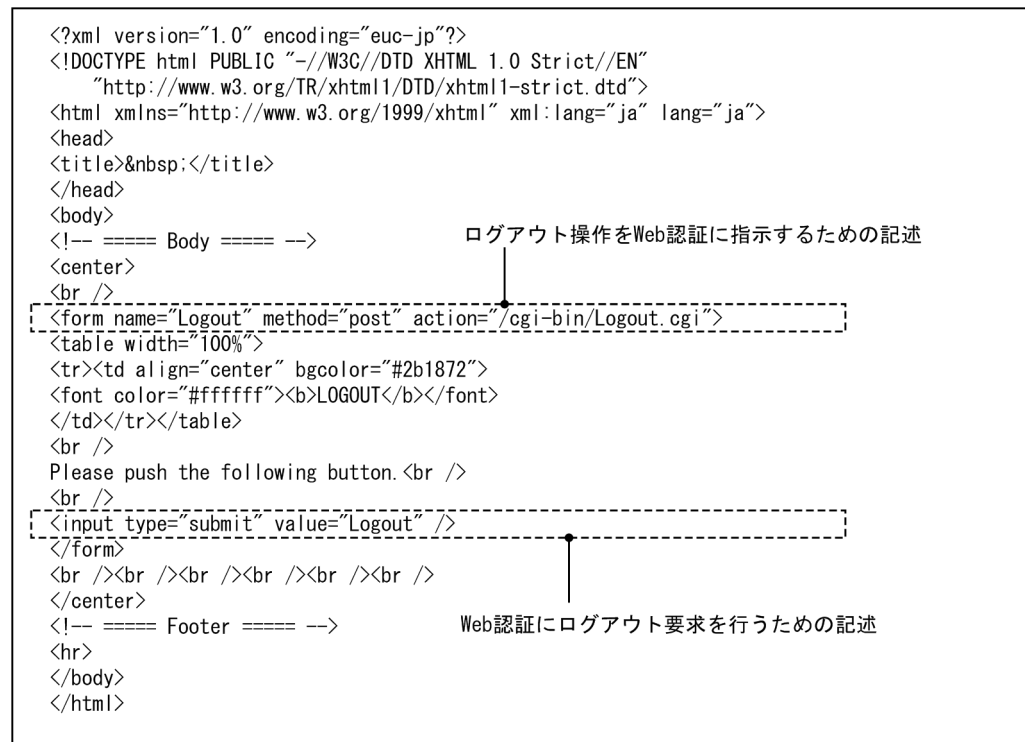 <?xml version="1.0" encoding="euc-jp"?>
<!DOCTYPE html PUBLIC "-//W3C//DTD XHTML 1.0 Strict//EN"
    "http://www.w3.org/TR/xhtml1/DTD/xhtml1-strict.dtd">
<html xmlns="http://www.w3.org/1999/xhtml" xml:lang="ja" lang="ja">
<head>
<title>&nbsp;</title>
</head>
<body>
<!-- ===== Body ===== -->
ログアウト操作をWeb認証に指示するための記述
<center>
<br />
<form name="Logout" method="post" action="/cgi-bin/Logout.cgi">
<table width="100%">
<tr><td align="center" bgcolor="#2b1872">
<font color="#ffffff"><b>LOGOUT</b></font>
</td></tr></table>
<br />
Please push the following button.<br />
<br />
<input type="submit" value="Logout" />
</form>
<br /><br /><br /><br /><br /><br />
</center>
<!-- ===== Footer ===== -->
Web認証にログアウト要求を行うための記述
<hr>
</body>
</html>